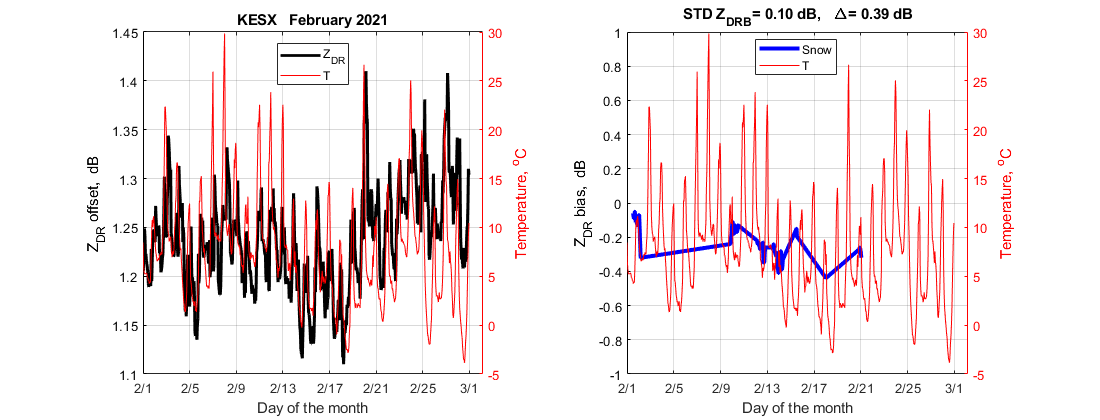 KESX February 2021
Z_DR
T
1.45
1.4
1.35
1.3
1.25
1.2
1.15
1.1
Z_DR offset, dB
30
25
20
15
10
5
0
-5
Temperature, °C
2/1 2/5 2/9 2/13 2/17 2/21 2/25 3/1
Day of the month
STD Z_DRB = 0.10 dB, Δ = 0.39 dB
Snow
T
1
0.8
0.6
0.4
0.2
0
-0.2
-0.4
-0.6
-0.8
-1
Z_DR bias, dB
30
25
20
15
10
5
0
-5
Temperature, °C
2/1 2/5 2/9 2/13 2/17 2/21 2/25 3/1
Day of the month